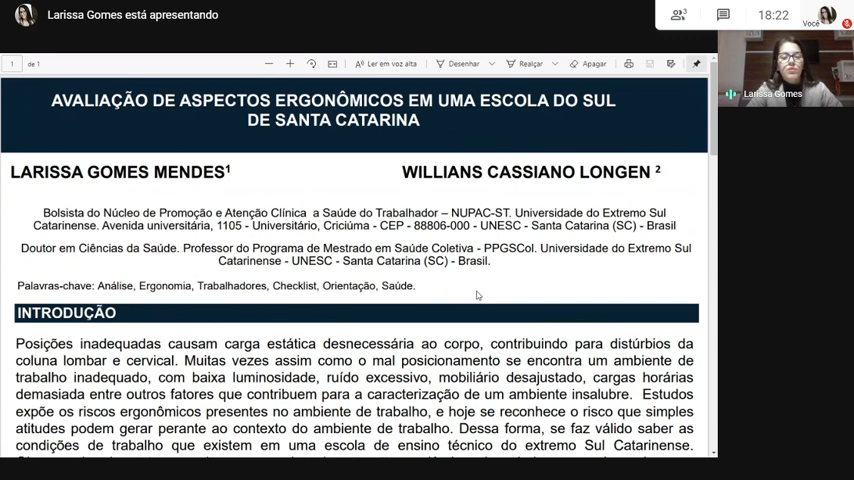 Larissa Gomes está apresentando
3
18:22
Você
1
de 1
Ler em voz alta
Desenhar
Realçar
Apagar
Larissa Gomes
AVALIAÇÃO DE ASPECTOS ERGONÔMICOS EM UMA ESCOLA DO SUL
DE SANTA CATARINA
LARISSA GOMES MENDES¹ WILLIANS CASSIANO LONGEN ²
Bolsista do Núcleo de Promoção e Atenção Clínica a Saúde do Trabalhador – NUPAC-ST. Universidade do Extremo Sul
Catarinense. Avenida universitária, 1105 - Universitário, Criciúma - CEP - 88806-000 - UNESC - Santa Catarina (SC) - Brasil
Doutor em Ciências da Saúde. Professor do Programa de Mestrado em Saúde Coletiva - PPGSCol. Universidade do Extremo Sul
Catarinense - UNESC - Santa Catarina (SC) - Brasil.
Palavras-chave: Análise, Ergonomia, Trabalhadores, Checklist, Orientação, Saúde.
INTRODUÇÃO
Posições inadequadas causam carga estática desnecessária ao corpo, contribuindo para distúrbios da
coluna lombar e cervical. Muitas vezes assim como o mal posicionamento se encontra um ambiente de
trabalho inadequado, com baixa luminosidade, ruído excessivo, mobiliário desajustado, cargas horárias
demasiada entre outros fatores que contribuem para a caracterização de um ambiente insalubre. Estudos
expõe os riscos ergonômicos presentes no ambiente de trabalho, e hoje se reconhece o risco que simples
atitudes podem gerar perante ao contexto do ambiente de trabalho. Dessa forma, se faz válido saber as
condições de trabalho que existem em uma escola de ensino técnico do extremo Sul Catarinense.